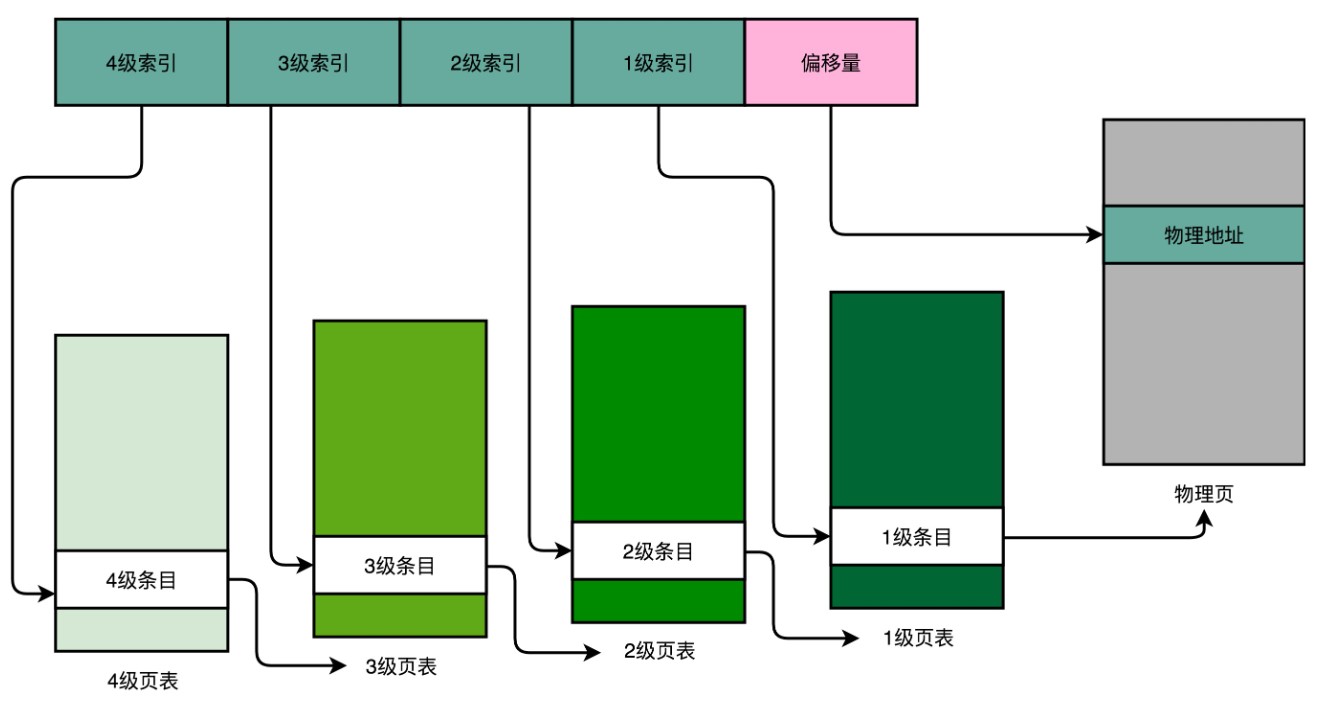 4级索引
3级索引
2级索引
1级索引
偏移量
物理地址
物理页
1级条目
2级条目
3级条目
4级条目
1级页表
2级页表
3级页表
4级页表